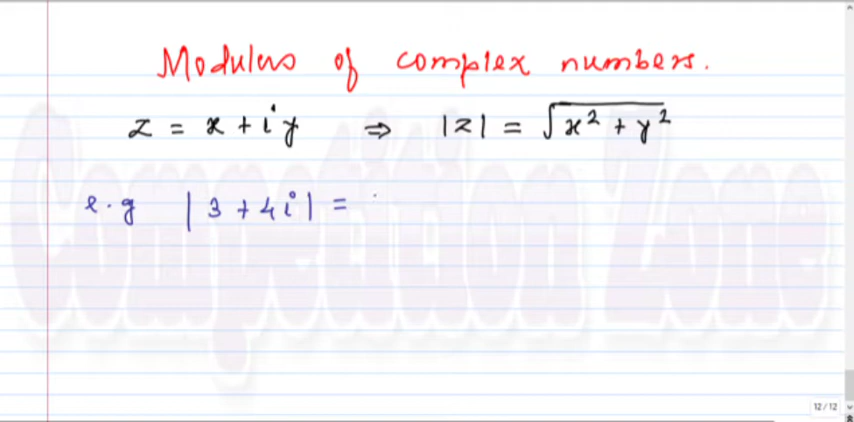 Modulus of complex numbers.
z = x + iy ⇒ |z| = √x² + y²
e.g |3 + 4i| =
Competition Zone
12/12